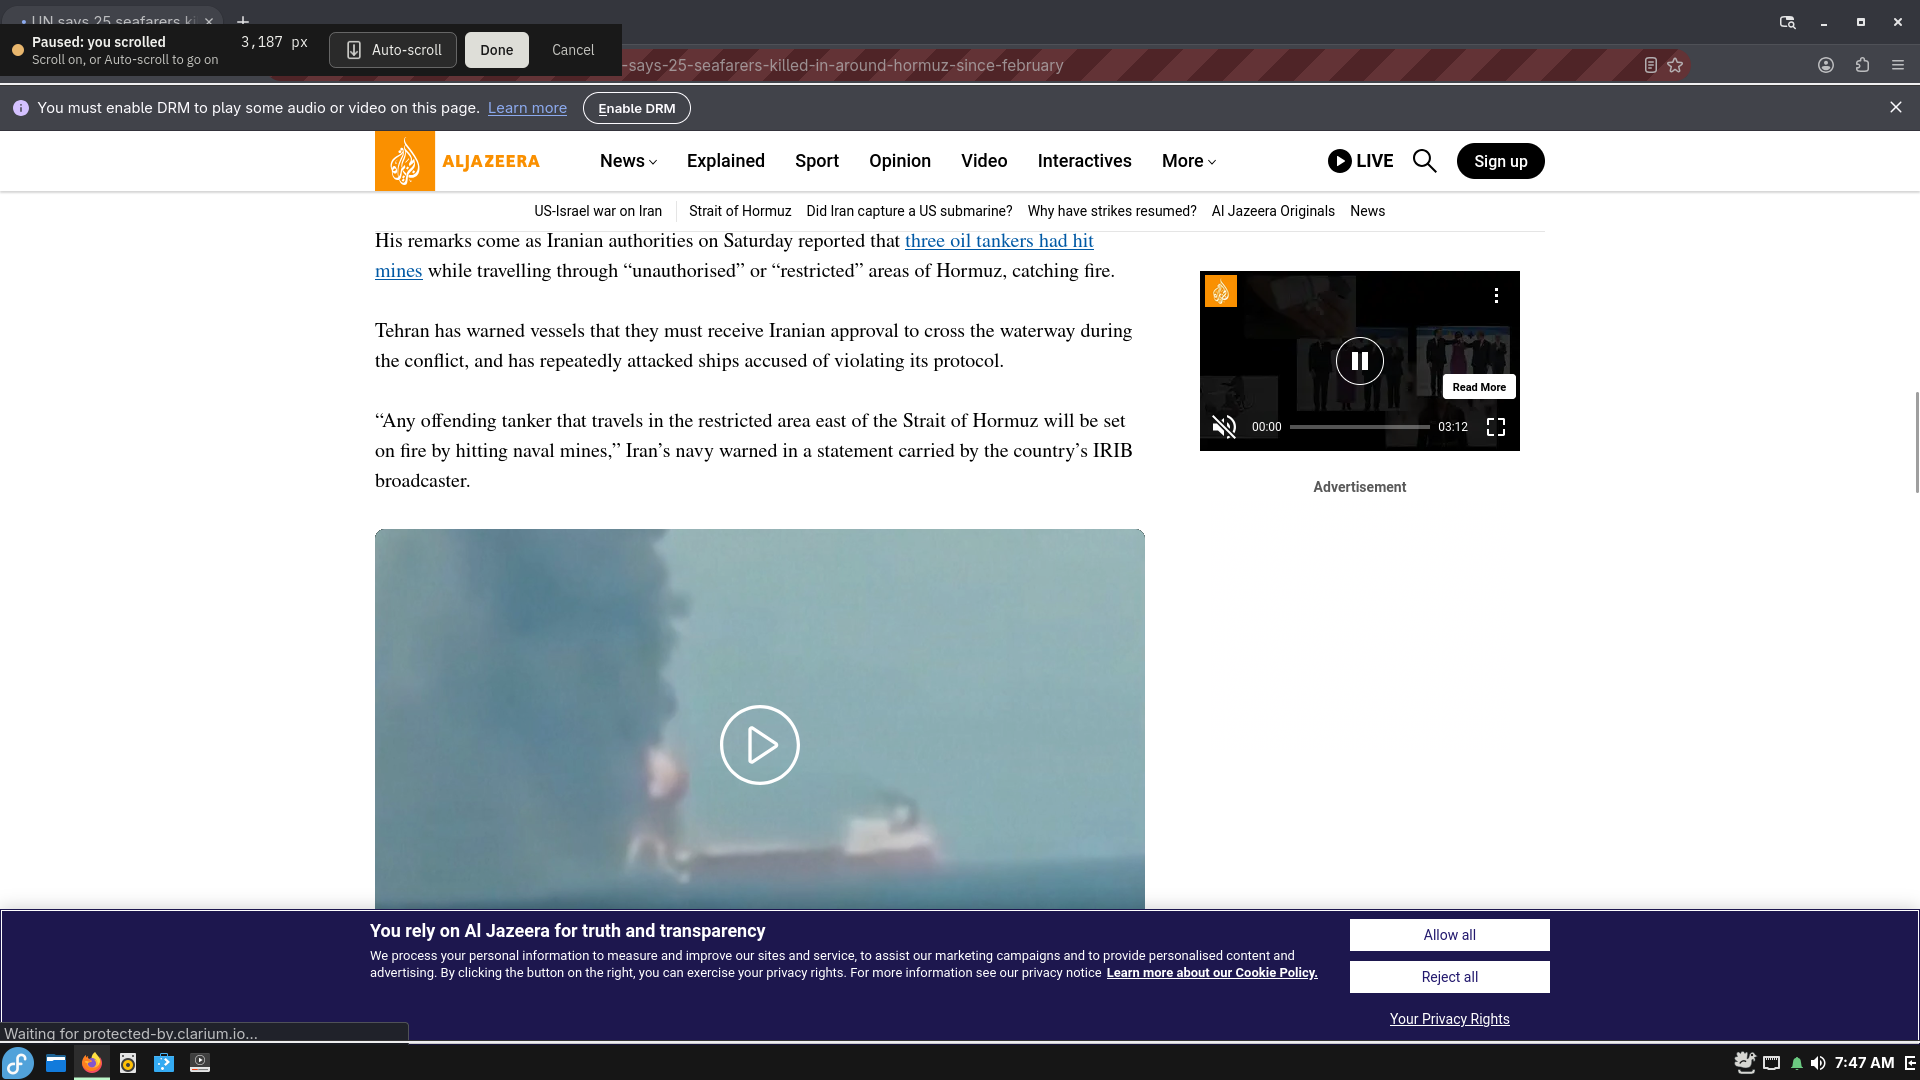 UN says 25 seafarers ki
Paused: you scrolled
Scroll on, or Auto-scroll to go on
3,187 px
Auto-scroll
Done
Cancel
-says-25-seafarers-killed-in-around-hormuz-since-february
You must enable DRM to play some audio or video on this page. Learn more
Enable DRM
ALJAZEERA
News
Explained
Sport
Opinion
Video
Interactives
More
LIVE
Sign up
US-Israel war on Iran
Strait of Hormuz
Did Iran capture a US submarine?
Why have strikes resumed?
Al Jazeera Originals
News
His remarks come as Iranian authorities on Saturday reported that three oil tankers had hit
mines while travelling through “unauthorised” or “restricted” areas of Hormuz, catching fire.
Tehran has warned vessels that they must receive Iranian approval to cross the waterway during
the conflict, and has repeatedly attacked ships accused of violating its protocol.
“Any offending tanker that travels in the restricted area east of the Strait of Hormuz will be set
on fire by hitting naval mines,” Iran’s navy warned in a statement carried by the country’s IRIB
broadcaster.
Read More
00:00
03:12
Advertisement
You rely on Al Jazeera for truth and transparency
We process your personal information to measure and improve our sites and service, to assist our marketing campaigns and to provide personalised content and
advertising. By clicking the button on the right, you can exercise your privacy rights. For more information see our privacy notice Learn more about our Cookie Policy.
Allow all
Reject all
Your Privacy Rights
Waiting for protected-by.clarium.io...
7:47 AM